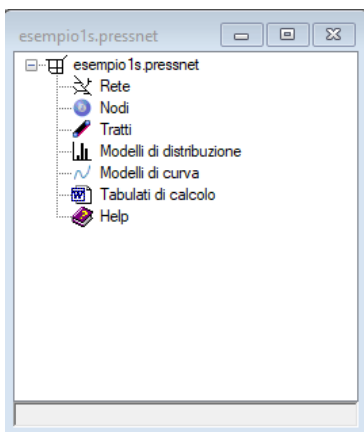 esempio1s.pressnet
esempio1s.pressnet
Rete
Nodi
Tratti
Modelli di distribuzione
Modelli di curva
Tabulati di calcolo
Help